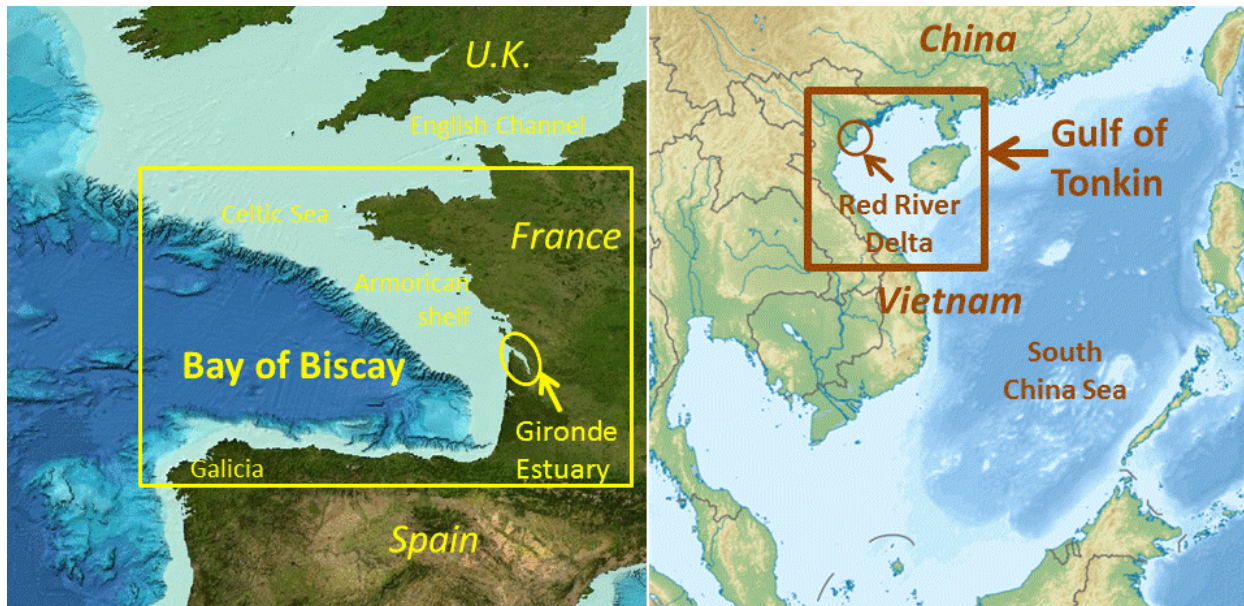 U.K.
English Channel
Celtic Sea
France
Armorican
shelf
Bay of Biscay
Gironde
Estuary
Galicia
Spain
China
Gulf of
Tonkin
Red River
Delta
Vietnam
South
China Sea